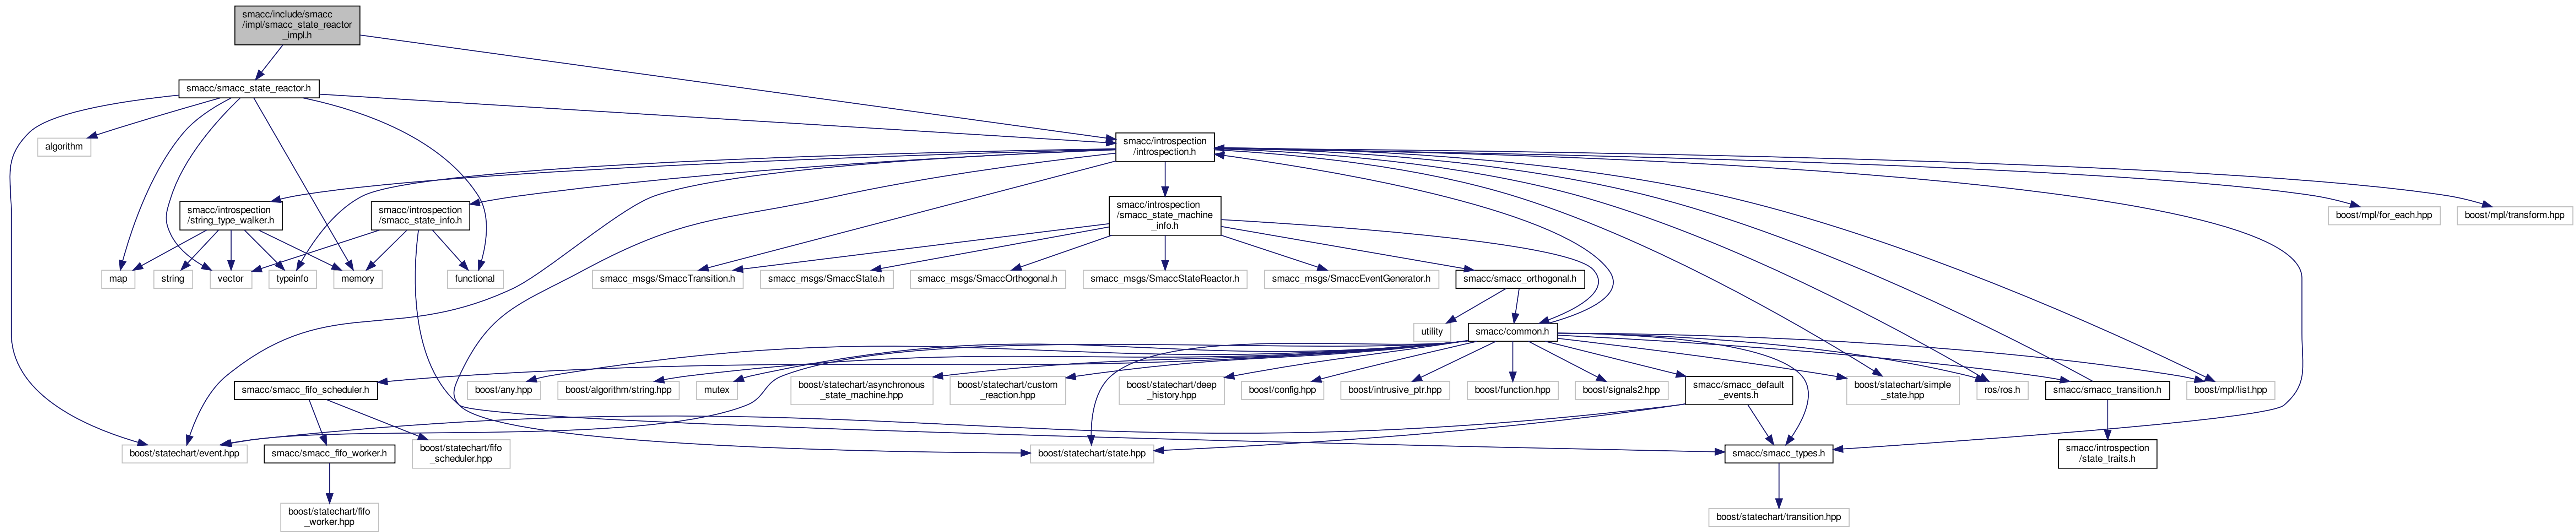 smacc/include/smacc
/impl/smacc_state_reactor
_impl.h
smacc/smacc_state_reactor.h
algorithm
smacc/introspection
/introspection.h
smacc/introspection
/string_type_walker.h
smacc/introspection
/smacc_state_info.h
smacc/introspection
/smacc_state_machine
_info.h
boost/mpl/for_each.hpp
boost/mpl/transform.hpp
map
string
vector
typeinfo
memory
functional
smacc_msgs/SmaccTransition.h
smacc_msgs/SmaccState.h
smacc_msgs/SmaccOrthogonal.h
smacc_msgs/SmaccStateReactor.h
smacc_msgs/SmaccEventGenerator.h
smacc/smacc_orthogonal.h
utility
smacc/common.h
smacc/smacc_fifo_scheduler.h
boost/any.hpp
boost/algorithm/string.hpp
mutex
boost/statechart/asynchronous
_state_machine.hpp
boost/statechart/custom
_reaction.hpp
boost/statechart/deep
_history.hpp
boost/config.hpp
boost/intrusive_ptr.hpp
boost/function.hpp
boost/signals2.hpp
smacc/smacc_default
_events.h
boost/statechart/simple
_state.hpp
ros/ros.h
smacc/smacc_transition.h
boost/mpl/list.hpp
boost/statechart/event.hpp
smacc/smacc_fifo_worker.h
boost/statechart/fifo
_scheduler.hpp
boost/statechart/state.hpp
smacc/smacc_types.h
smacc/introspection
/state_traits.h
boost/statechart/fifo
_worker.hpp
boost/statechart/transition.hpp